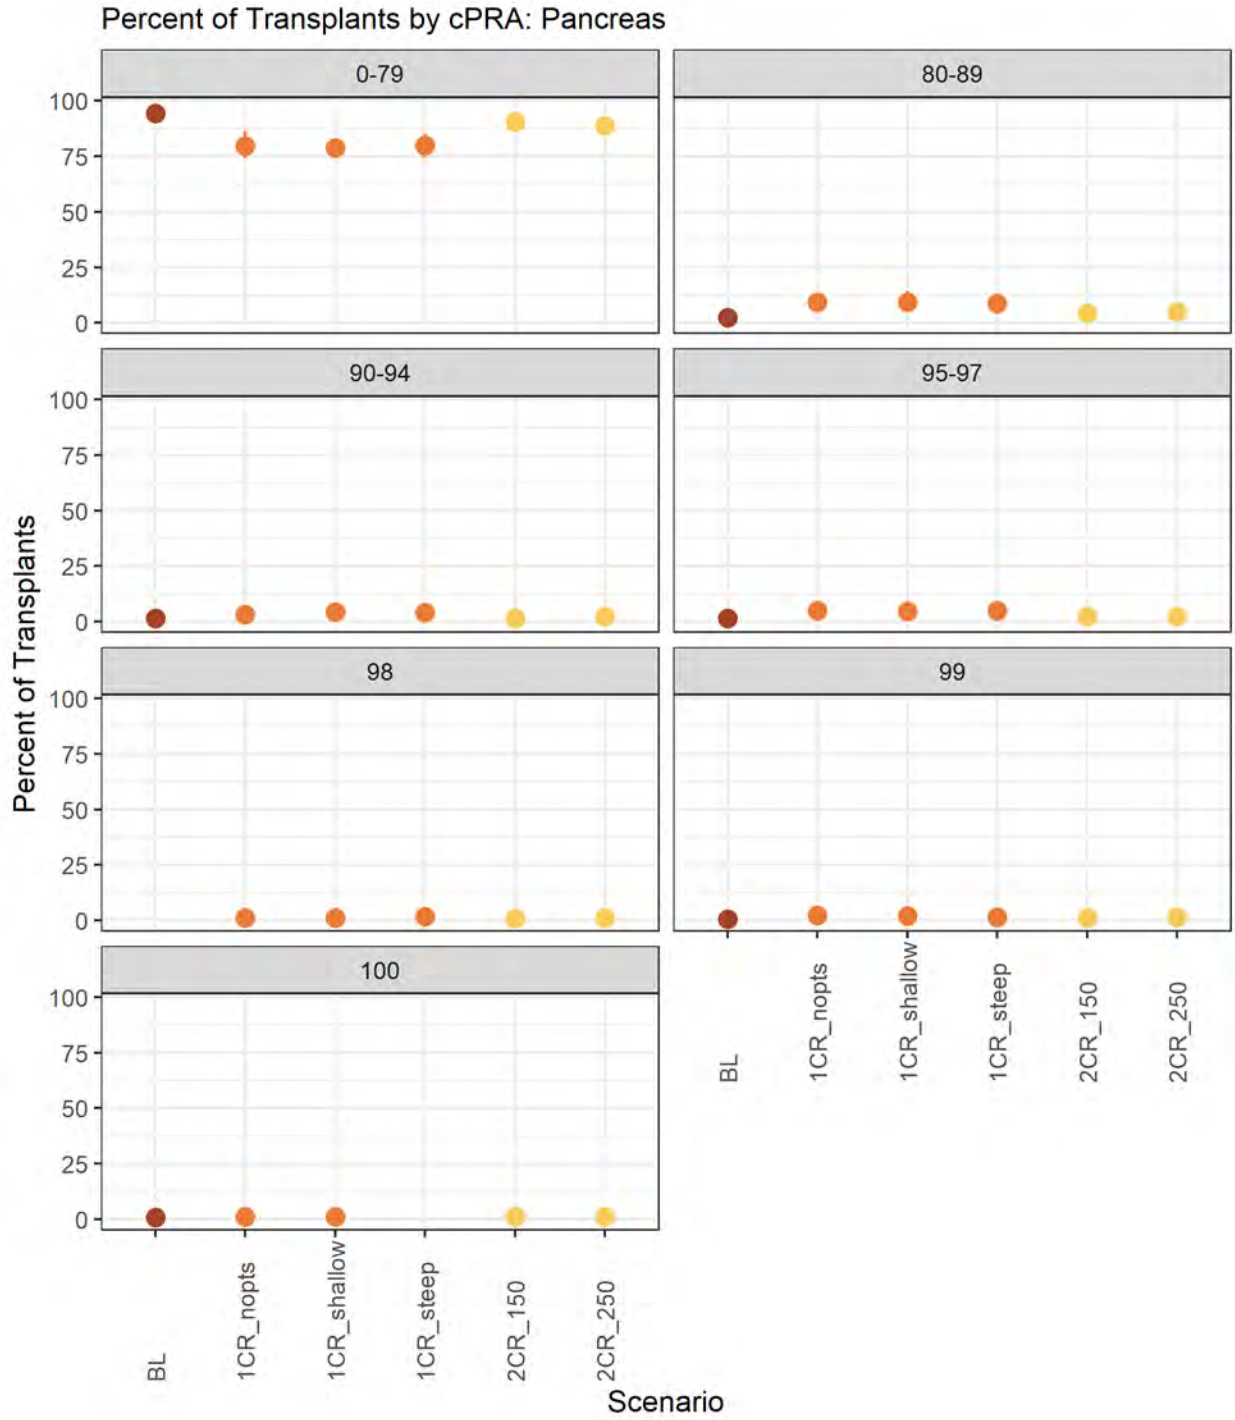 Percent of Transplants by cPRA: Pancreas
0-79
80-89
100
75
50
25
0
90-94
95-97
100
75
50
25
0
98
99
100
75
50
25
0
100
100
75
50
25
0
BL
1CR_nopts
1CR_shallow
1CR_steep
2CR_150
2CR_250
BL
1CR_nopts
1CR_shallow
1CR_steep
2CR_150
2CR_250
Percent of Transplants
Scenario